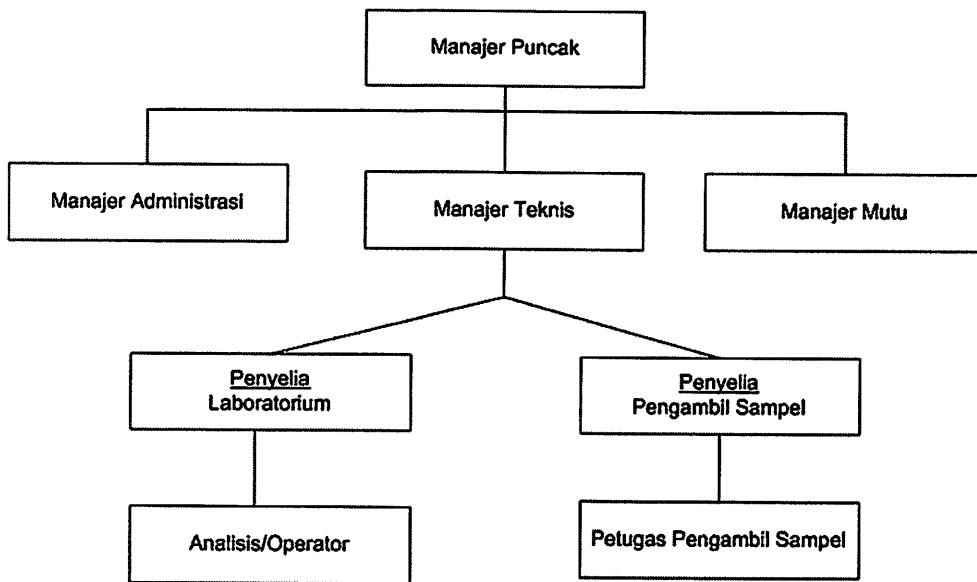 Manajer Puncak
Manajer Administrasi
Manajer Teknis
Manajer Mutu
Penyelia
Laboratorium
Penyelia
Pengambil Sampel
Analisis/Operator
Petugas Pengambil Sampel